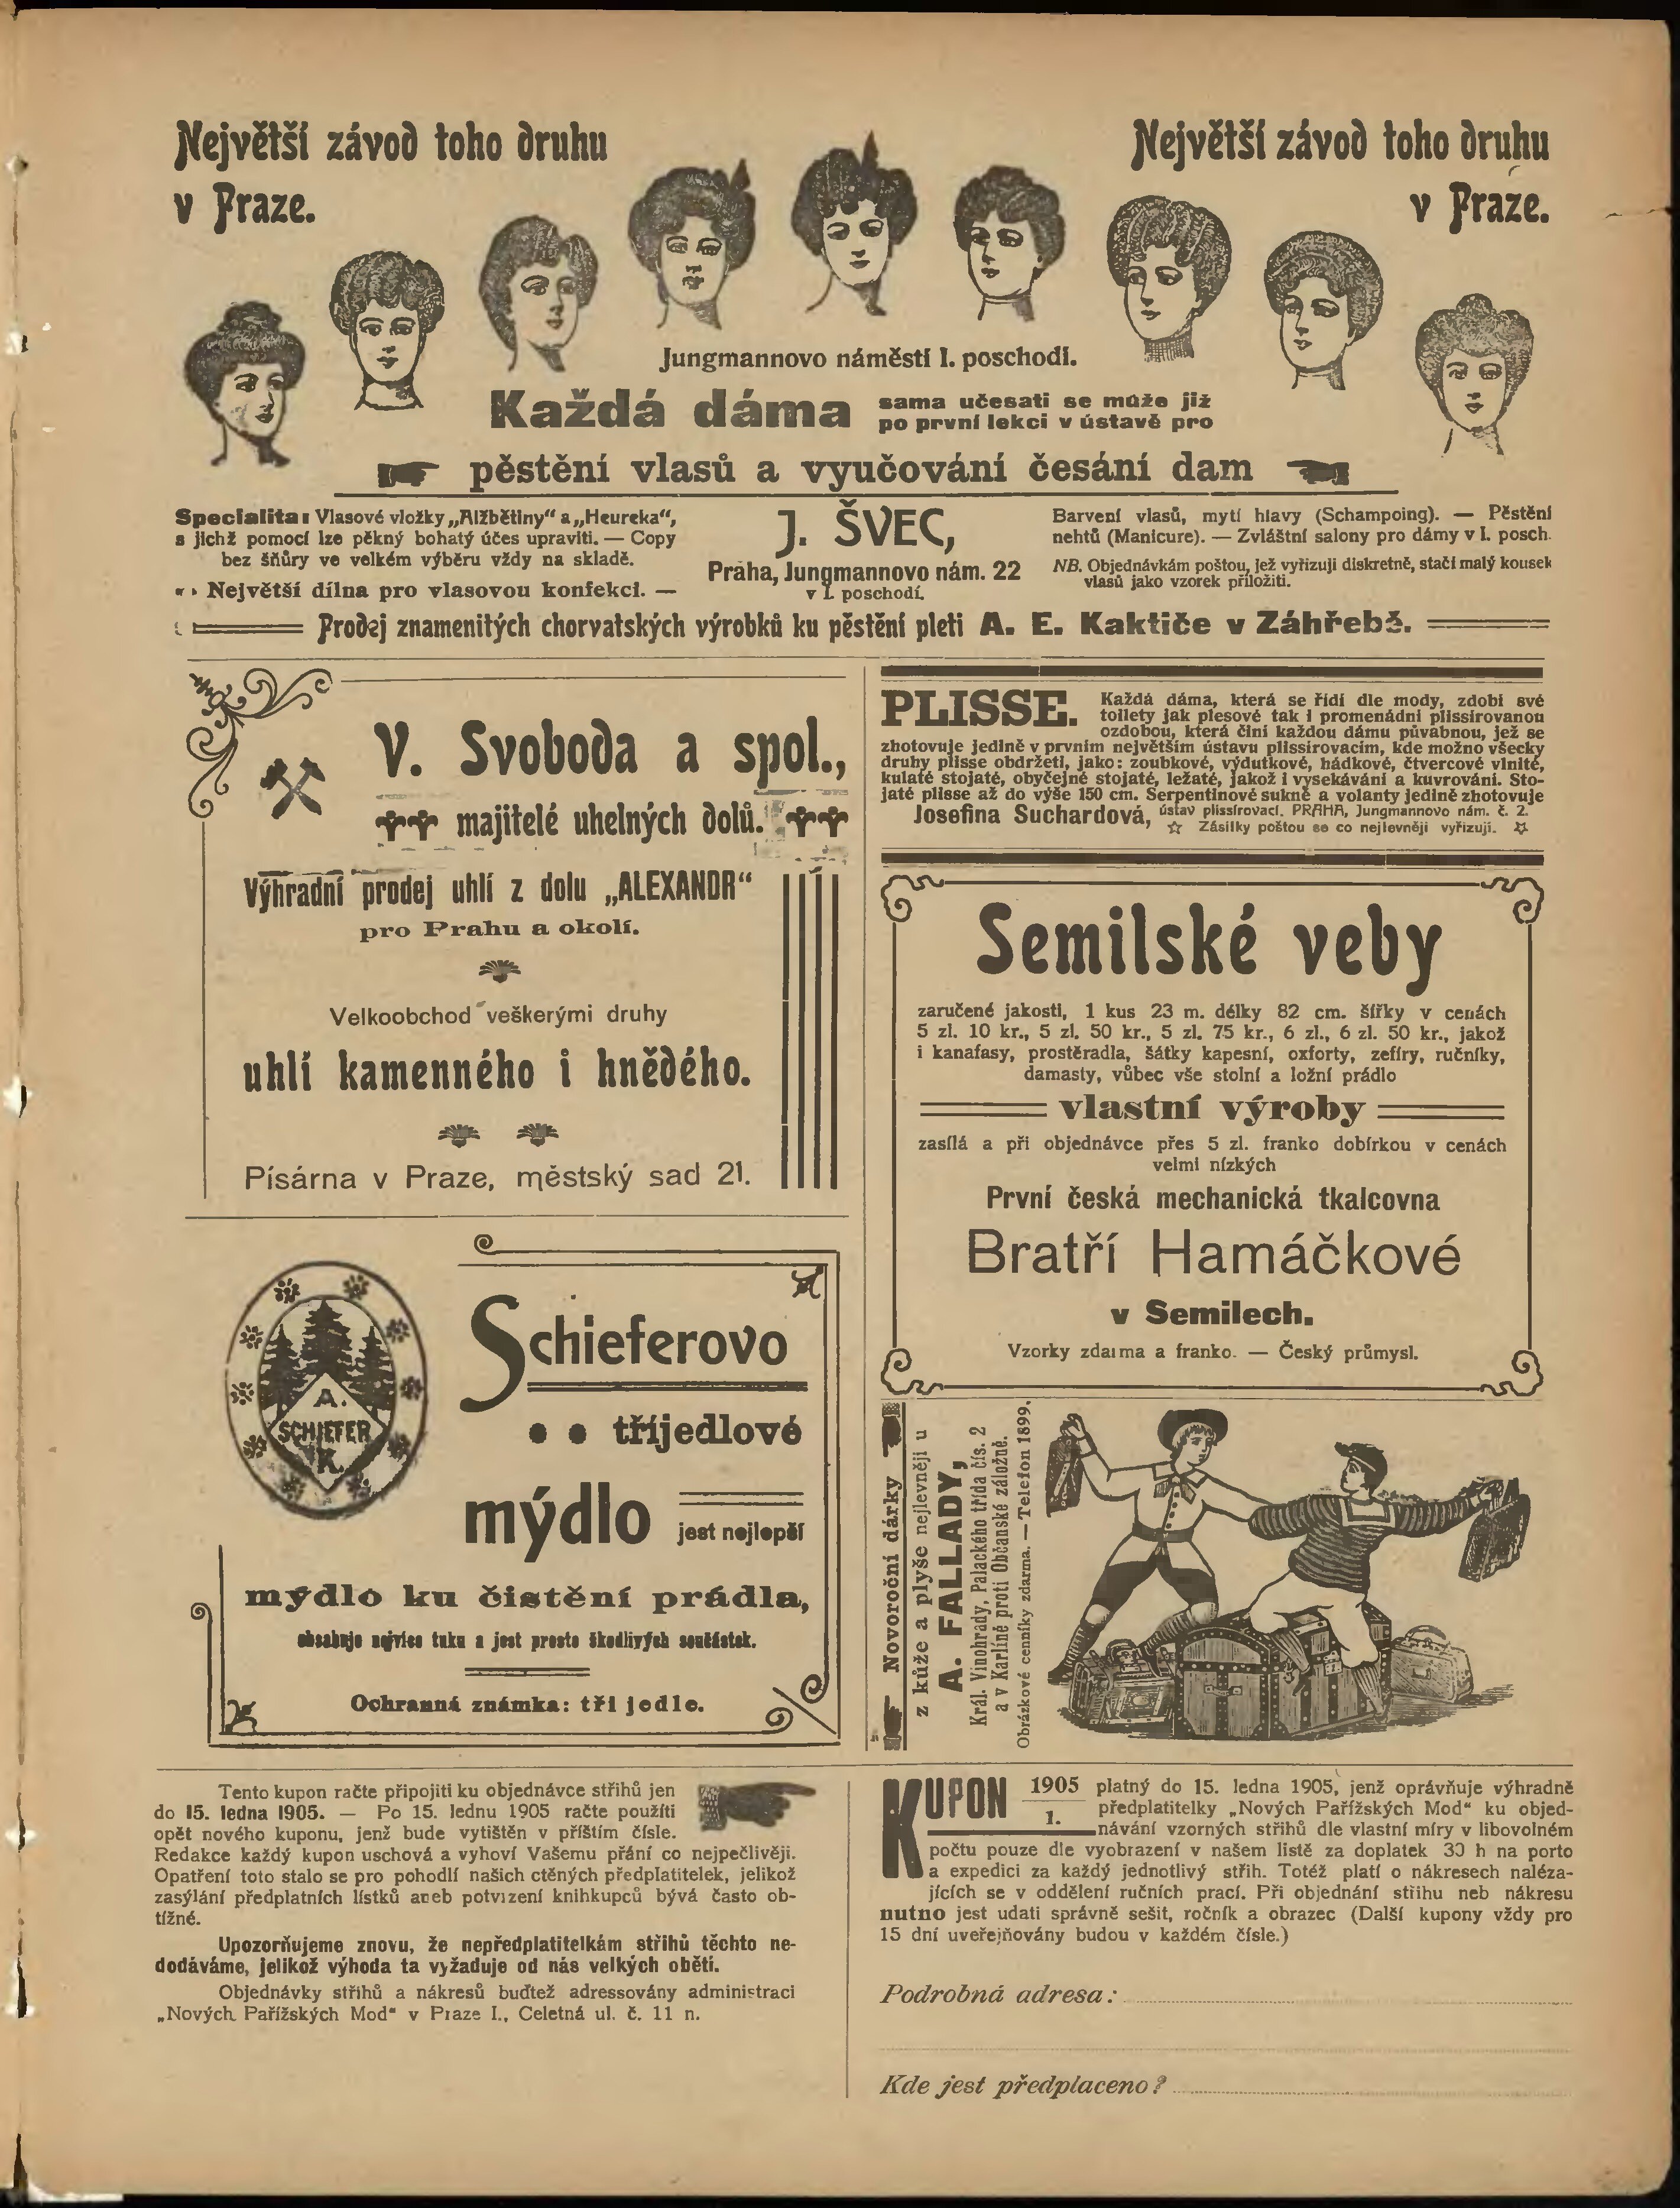 Největší závod toho druhu
v Praze.
Největší závod toho druhu
v Praze.
Jungmannovo náměstí I. poschodí.
Každá dáma sama učesati se může již
po první lekci v ústavě pro
pěstění vlasů a vyučování česání dam
Specialita: Vlasové vložky „Alžbětiny“ a „Heureka“,
s jichž pomocí lze pěkný bohatý účes upraviti. — Copy
bez šňůry ve velkém výběru vždy na skladě.
Největší dílna pro vlasovou konfekci. —
J. ŠVEC,
Praha, Jungmannovo nám. 22
v I. poschodí.
Barvení vlasů, mytí hlavy (Schampoing). — Pěstění
nehtů (Manicure). — Zvláštní salony pro dámy v I. posch.
NB. Objednávkám poštou, jež vyřizuji diskretně, stačí malý kousek
vlasů jako vzorek přiložiti.
Prodej znamenitých chorvatských výrobků ku pěstění pleti A. E. Kaktiče v Záhřebě.
V. Svoboda a spol.,
majitelé uhelných dolů.
Výhradní prodej uhlí z dolu „ALEXANDR“
pro Prahu a okolí.
Velkoobchod veškerými druhy
uhlí kamenného i hnědého.
Písárna v Praze, městský sad 21.
PLISSE. Každá dáma, která se řídí dle mody, zdobí své
toilety jak plesové tak i promenádní plissirovanou
ozdobou, která činí každou dámu půvabnou, jež se
zhotovuje jedině v prvním největším ústavu plissírovacím, kde možno všecky
druhy plisse obdržeti, jako: zoubkové, výdutkové, hádkové, čtvercové vlnité,
kulaté stojaté, obyčejné stojaté, ležaté, jakož i vysekávání a kuvrování. Sto-
jaté plisse až do výše 150 cm. Serpentinové sukně a volanty jedině zhotovuje
Josefina Suchardová, ústav plissírovací. PRAHA, Jungmannovo nám. č. 2.
☆ Zásilky poštou se co nejlevněji vyřizují. ☆
Semilské veby
zaručené jakosti, 1 kus 23 m. délky 82 cm. šířky v cenách
5 zl. 10 kr., 5 zl. 50 kr., 5 zl. 75 kr., 6 zl., 6 zl. 50 kr., jakož
i kanafasy, prostěradla, šátky kapesní, oxforty, zefíry, ručníky,
damasty, vůbec vše stolní a ložní prádlo
vlastní výroby
zasílá a při objednávce přes 5 zl. franko dobírkou v cenách
velmi nízkých
První česká mechanická tkalcovna
Bratří Hamáčkové
v Semilech.
Vzorky zdarma a franko. — Český průmysl.
A.
SCHIEFER
K.
Schieferovo
tříjedlové
mýdlo jest nejlepší
mýdlo ku čistění prádla,
obsahuje nejvíce tuku a jest prosto škodlivých součástek.
Ochranná známka: tři jedle.
Novoroční dárky
z kůže a plyše nejlevněji u
A. FALLADY,
Král. Vinohrady, Palackého třída čís. 2
a v Karlíně proti Občanské záložně.
Obrázkové cenníky zdarma. — Telefon 1899.
Tento kupon račte připojiti ku objednávce střihů jen
do 15. ledna 1905. — Po 15. lednu 1905 račte použíti
opět nového kuponu, jenž bude vytištěn v příštím čísle.
Redakce každý kupon uschová a vyhoví Vašemu přání co nejpečlivěji.
Opatření toto stalo se pro pohodlí našich ctěných předplatitelek, jelikož
zasýlání předplatních lístků aneb potvrzení knihkupců bývá často ob-
tížné.
Upozorňujeme znovu, že nepředplatitelkám střihů těchto ne-
dodáváme, jelikož výhoda ta vyžaduje od nás velkých obětí.
Objednávky střihů a nákresů buďtež adressovány administraci
„Nových Pařížských Mod“ v Praze I., Celetná ul. č. 11 n.
KUPON 1905/1. platný do 15. ledna 1905, jenž oprávňuje výhradně
předplatitelky „Nových Pařížských Mod“ ku objed-
návání vzorných střihů dle vlastní míry v libovolném
počtu pouze dle vyobrazení v našem listě za doplatek 30 h na porto
a expedici za každý jednotlivý střih. Totéž platí o nákresech naléza-
jících se v oddělení ručních prací. Při objednání střihu neb nákresu
nutno jest udati správně sešit, ročník a obrazec (Další kupony vždy pro
15 dní uveřejňovány budou v každém čísle.)
Podrobná adresa:
Kde jest předplaceno?